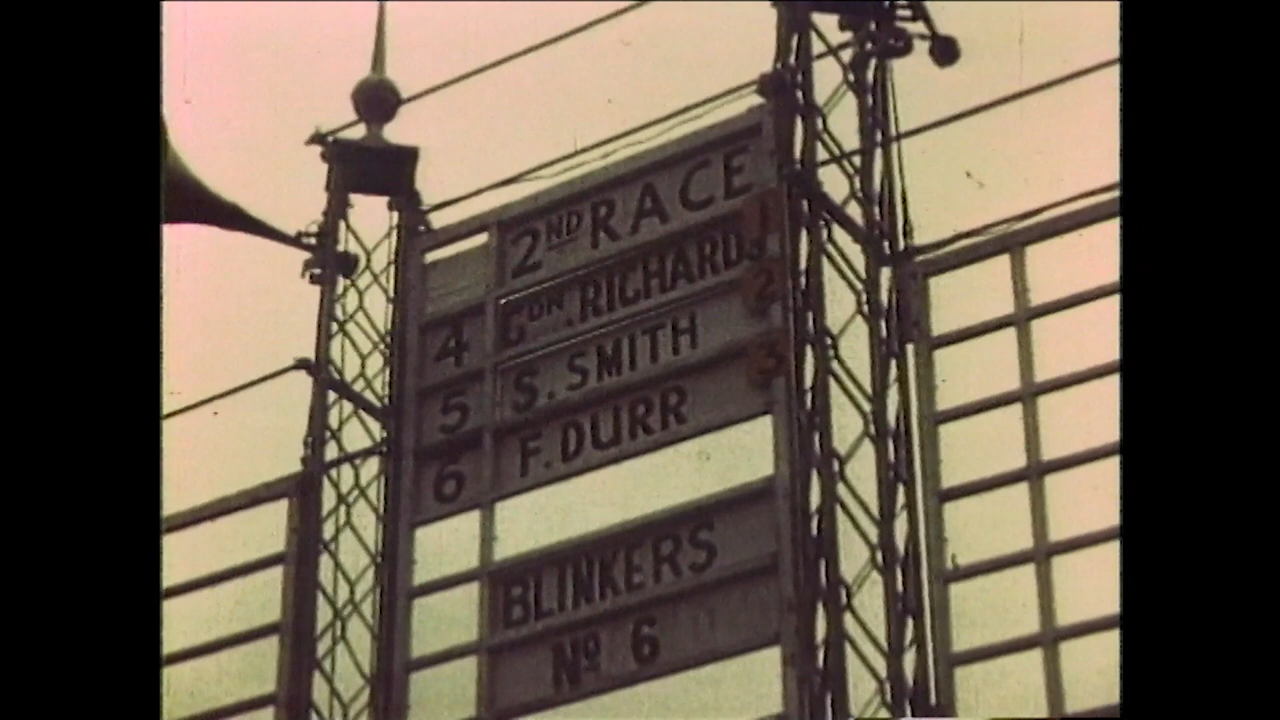 2ND RACE
4 GDN. RICHARDS 1
5 S. SMITH 2
6 F. DURR 3
BLINKERS
Nº 6